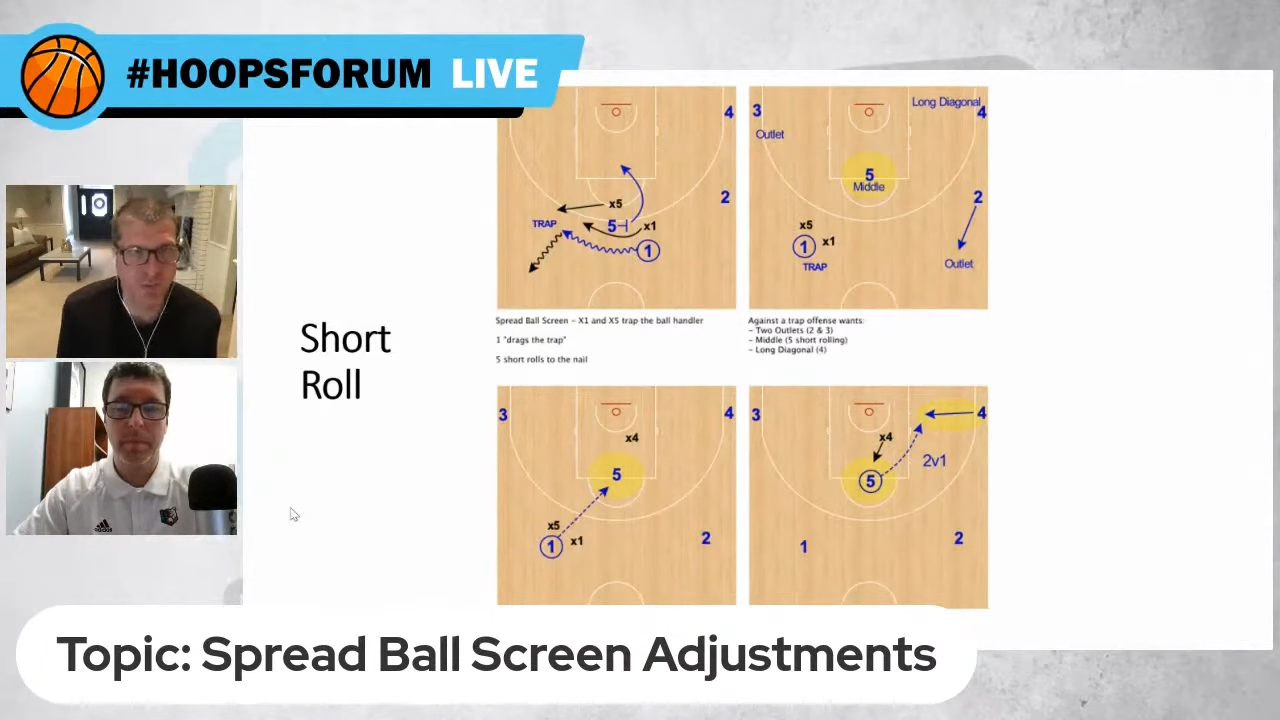 #HOOPSFORUM LIVE
Short
Roll
4
2
x5
TRAP
5
x1
1
3
Long Diagonal
4
Outlet
5
Middle
2
x5
1
x1
TRAP
Outlet
Spread Ball Screen - X1 and X5 trap the ball handler
1 "drags the trap"
5 short rolls to the nail
Against a trap offense wants:
- Two Outlets (2 & 3)
- Middle (5 short rolling)
- Long Diagonal (4)
3
4
x4
5
x5
1
x1
2
3
4
x4
2v1
5
1
2
adidas
Topic: Spread Ball Screen Adjustments